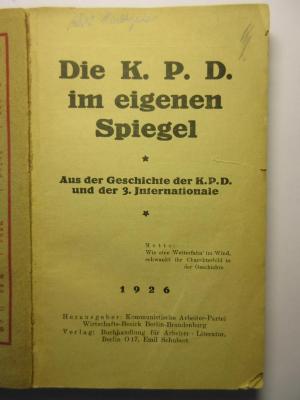 Die K. P. D.
im eigenen
Spiegel
*
Aus der Geschichte der K.P.D.
und der 3. Internationale
*
Motto:
Wie eine Wetterfahn' im Wind,
schwankt ihr Charakterbild in
der Geschichte
1926
Herausgeber: Kommunistische Arbeiter-Partei
Wirtschafts-Bezirk Berlin-Brandenburg
Verlag: Buchhandlung für Arbeiter-Literatur,
Berlin O 17, Emil Schubert